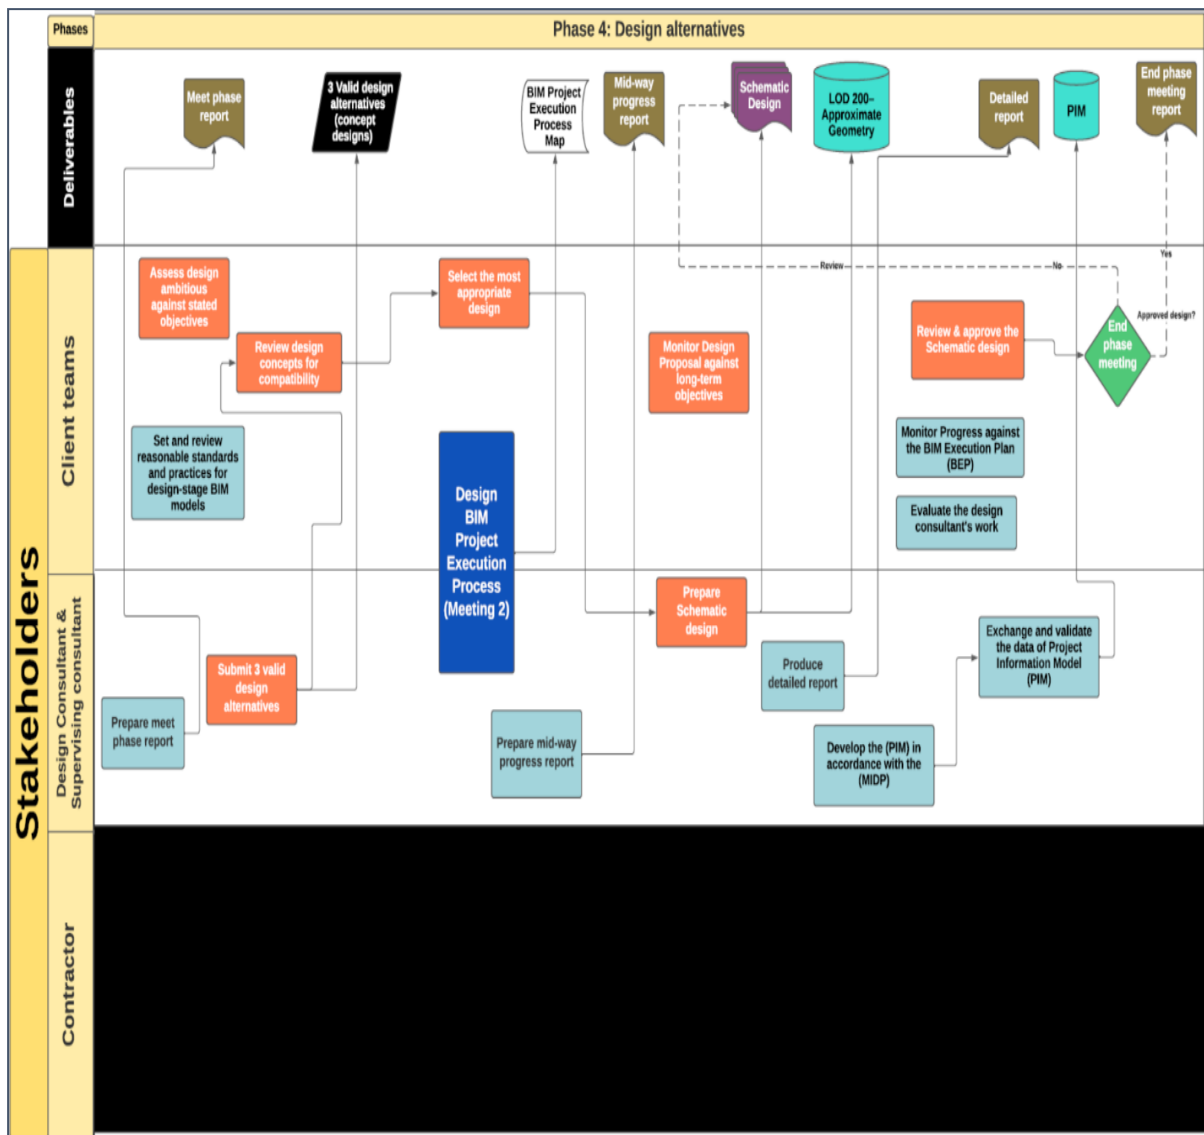 Phases
Phase 4: Design alternatives
Deliverables
Meet phase
report
3 Valid design
alternatives
(concept
designs)
BIM Project
Execution
Process
Map
Mid-way
progress
report
Schematic
Design
LOD 200–
Approximate
Geometry
Detailed
report
PIM
End phase
meeting
report
Stakeholders
Client teams
Assess design
ambitious
against stated
objectives
Review design
concepts for
compatibility
Set and review
reasonable standards
and practices for
design-stage BIM
models
Select the most
appropriate
design
Design
BIM
Project
Execution
Process
(Meeting 2)
Monitor Design
Proposal against
long-term
objectives
Review
No
Yes
Approved design?
Review & approve the
Schematic design
End
phase
meeting
Monitor Progress against
the BIM Execution Plan
(BEP)
Evaluate the design
consultant's work
Design Consultant &
Supervising consultant
Prepare meet
phase report
Submit 3 valid
design
alternatives
Prepare mid-way
progress report
Prepare
Schematic
design
Produce
detailed report
Develop the (PIM) in
accordance with the
(MIDP)
Exchange and validate
the data of Project
Information Model
(PIM)
Contractor